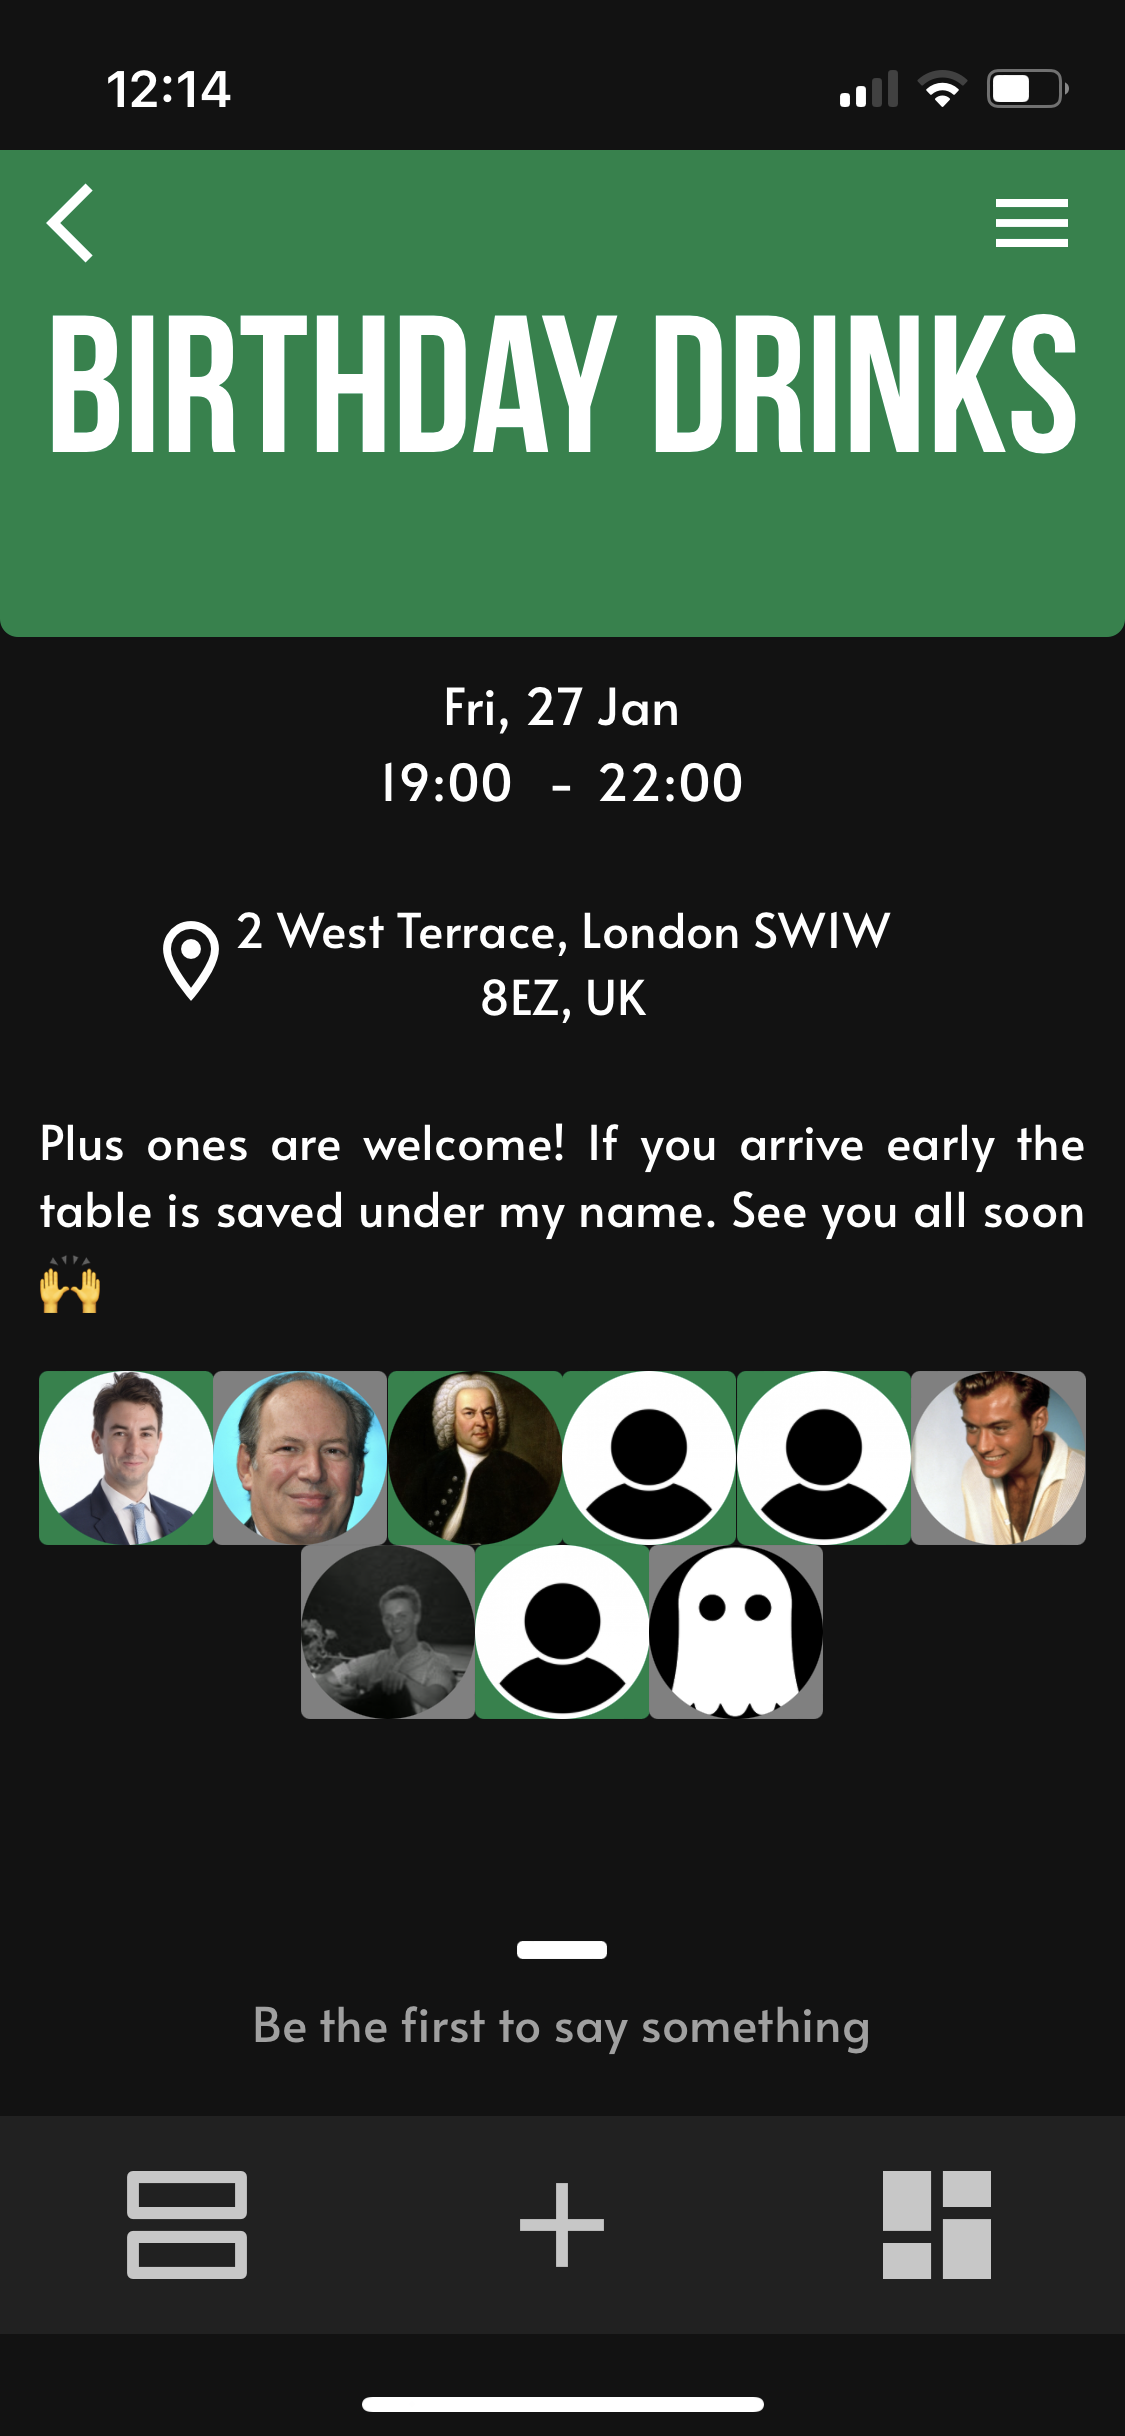 12:14
BIRTHDAY DRINKS
Fri, 27 Jan
19:00 - 22:00
2 West Terrace, London SW1W
8EZ, UK
Plus ones are welcome! If you arrive early the
table is saved under my name. See you all soon
🙌
Be the first to say something